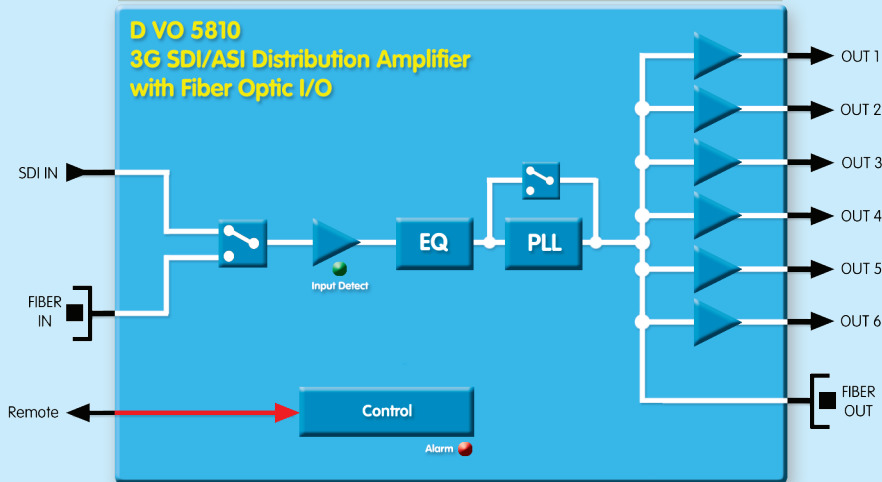 D VO 5810
3G SDI/ASI Distribution Amplifier
with Fiber Optic I/O
OUT 1
OUT 2
OUT 3
SDI IN
OUT 4
EQ
PLL
OUT 5
Input Detect
FIBER
IN
OUT 6
FIBER
OUT
Remote
Control
Alarm